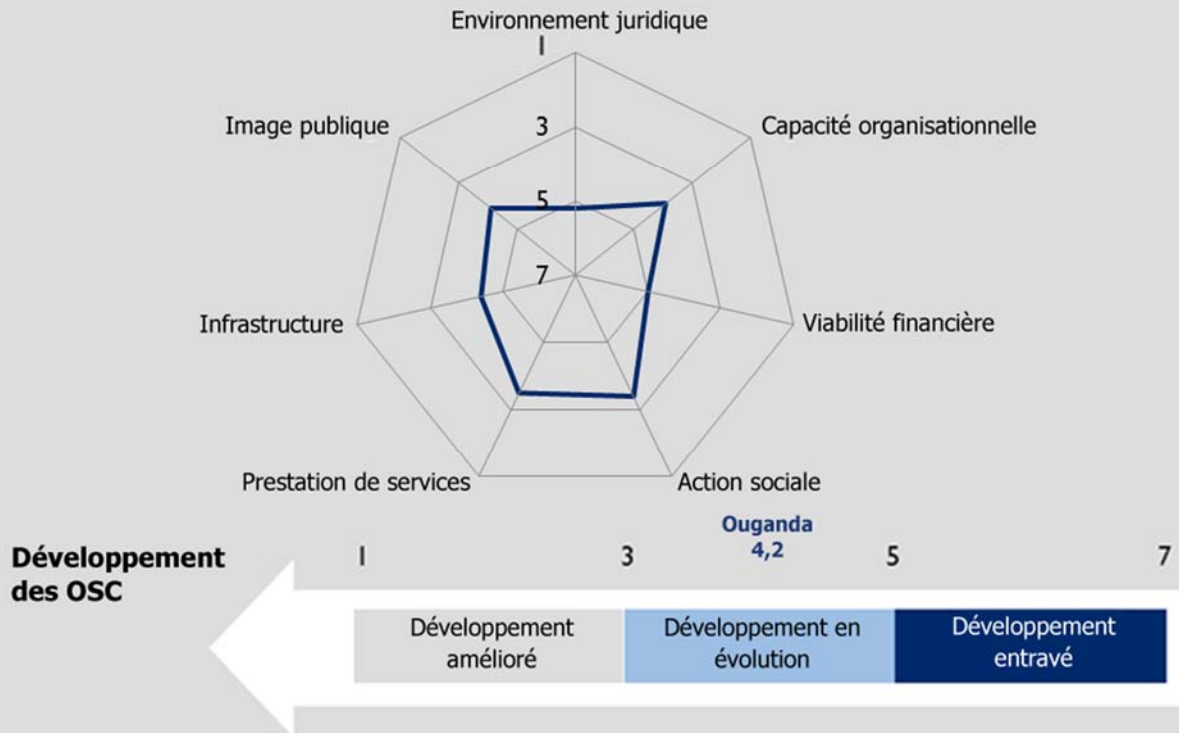 Environnement juridique
1
Image publique
3
Capacité organisationnelle
5
7
Infrastructure
Viabilité financière
Prestation de services
Action sociale
Ouganda
4,2
Développement
des OSC
1
3
5
7
Développement
amélioré
Développement en
évolution
Développement
entravé